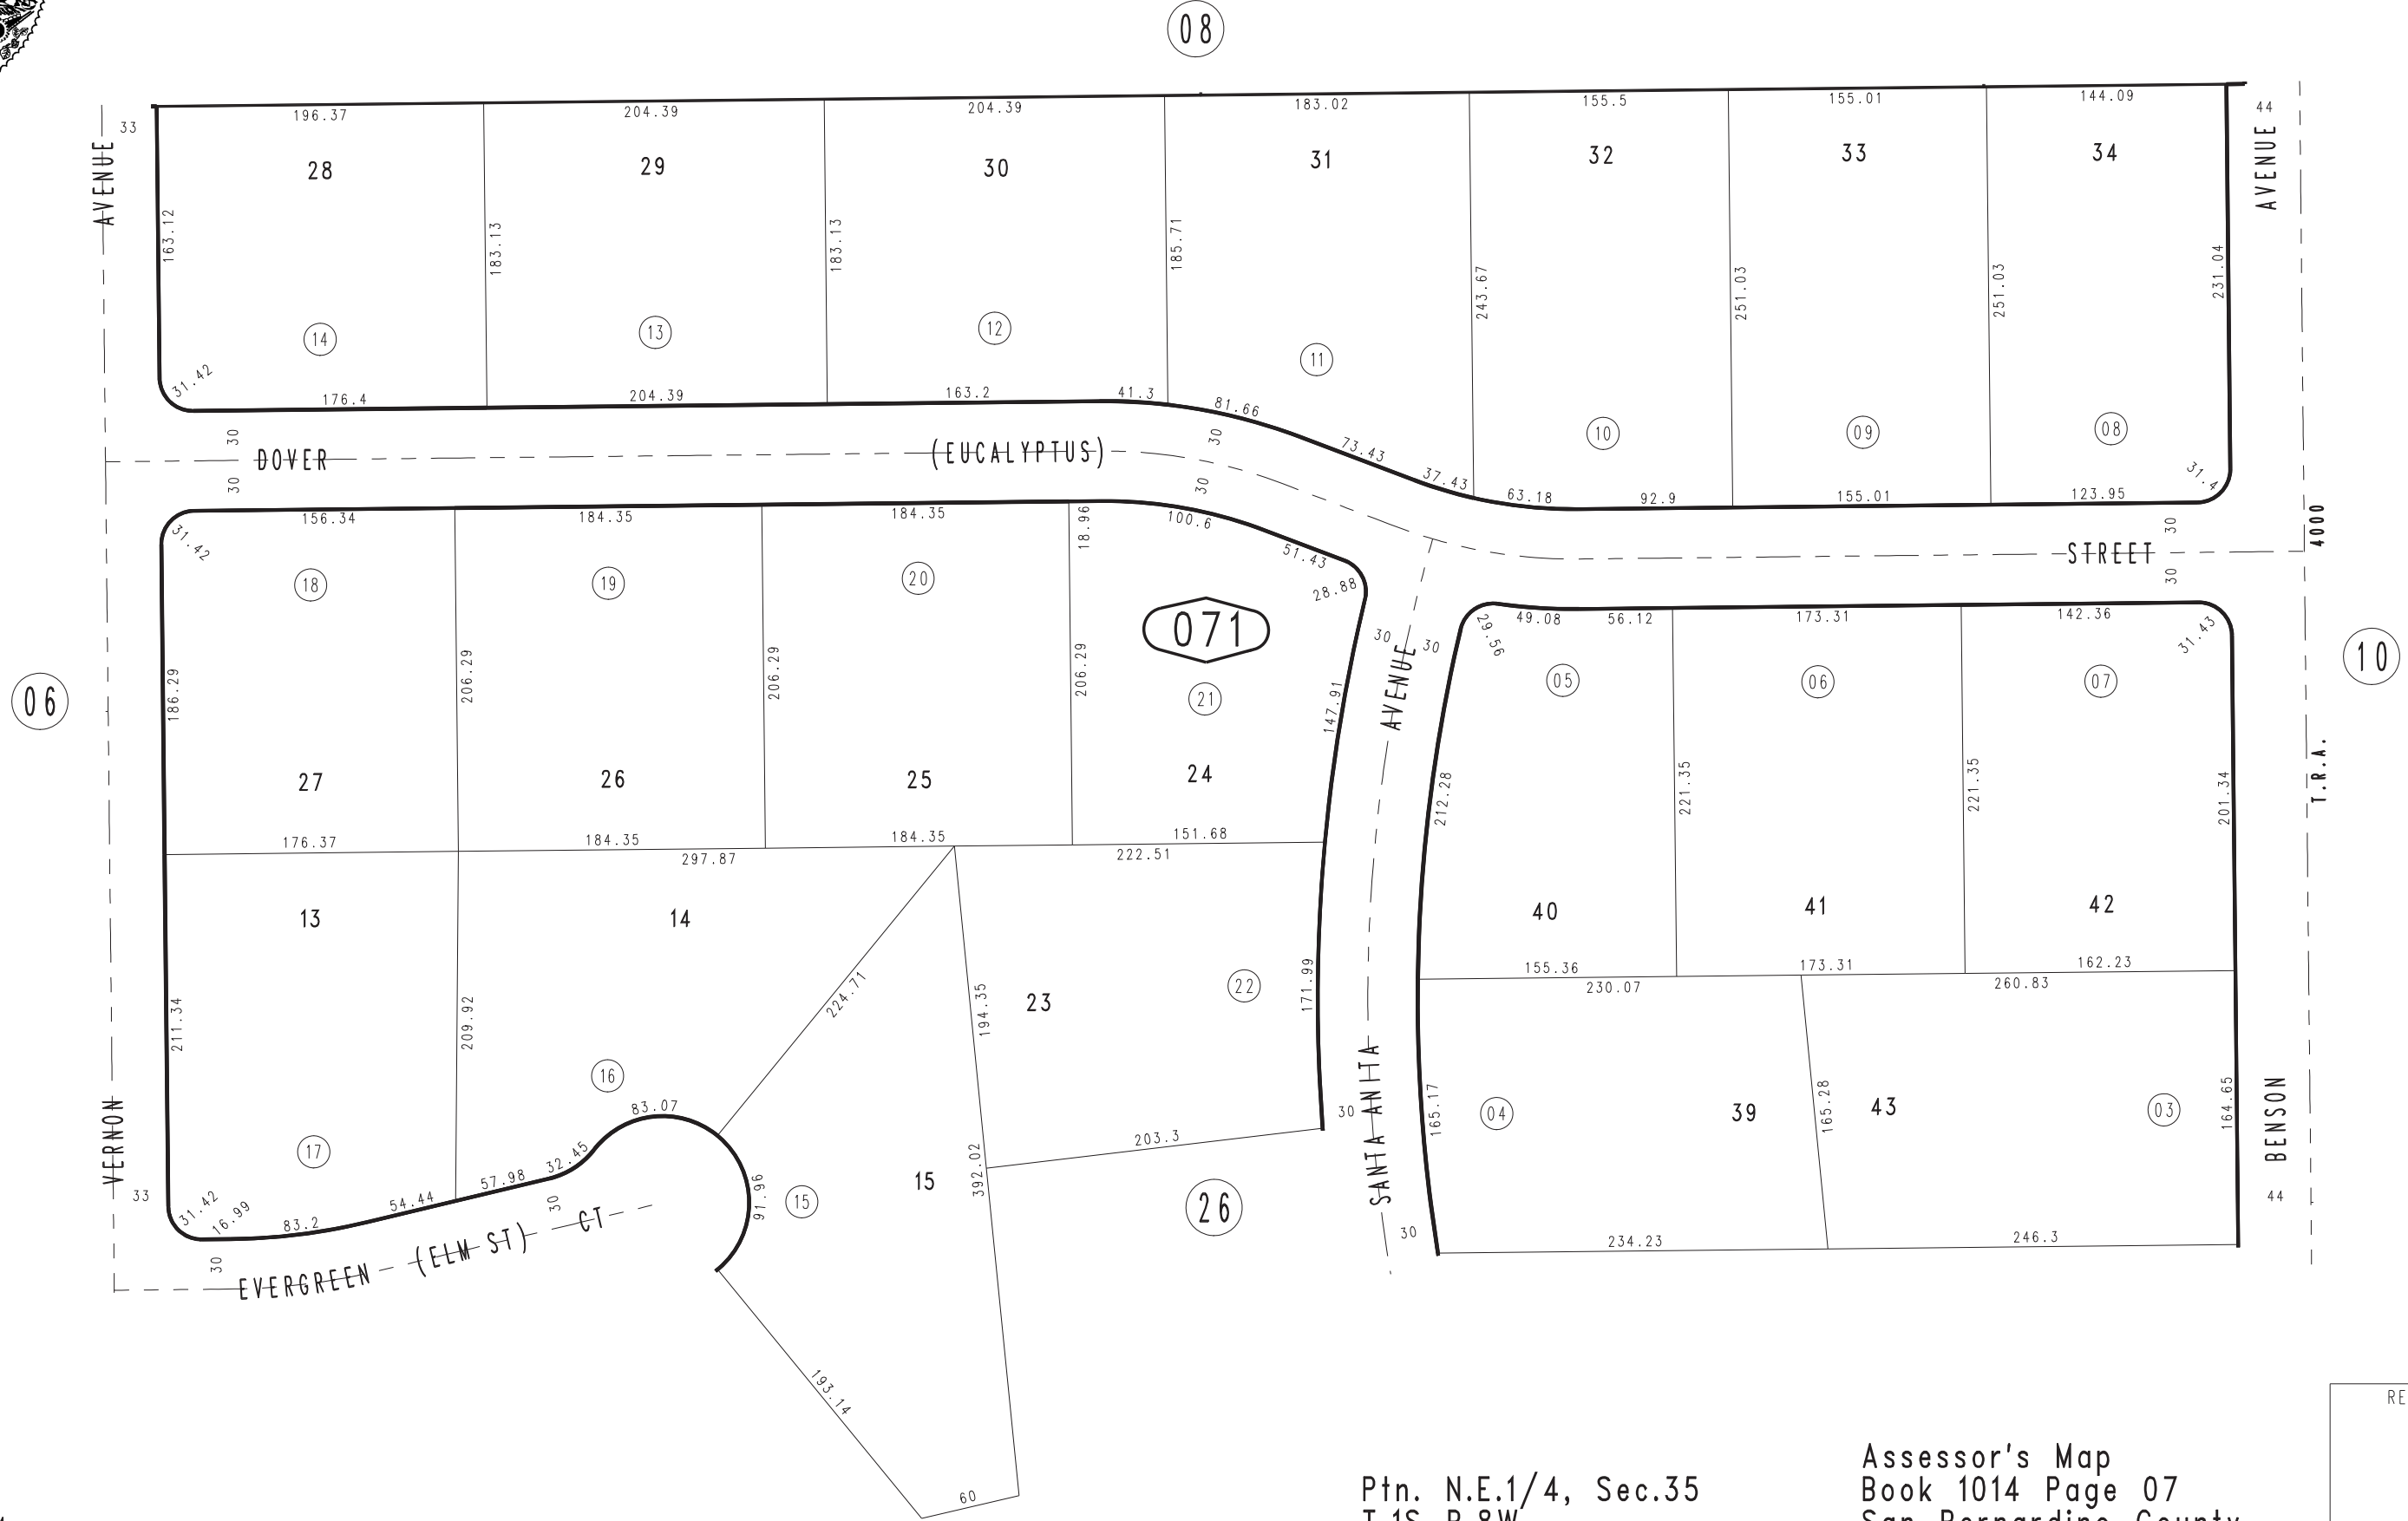 08
196.37 204.39 204.39 183.02 155.5 155.01 144.09
33 44
AVENUE AVENUE
28 29 30 31 32 33 34
163.12 183.13 183.13 185.71 243.67 251.03 251.03 231.04
14 13 12 11 10 09 08
31.42 176.4 204.39 163.2 41.3 81.66 73.43 37.43 63.18 92.9 155.01 123.95 31.4
30 30 30
DOVER (EUCALYPTUS) STREET
30 30 30
4000
31.42 156.34 184.35 184.35 18.96 100.6 51.43 28.88
29.56 49.08 56.12 173.31 142.36 31.43
18 19 20
071
30 30
06 10
21
05 06 07
186.29 206.29 206.29 206.29 147.91
AVENUE
212.28 221.35 221.35 201.34
T.R.A.
27 26 25 24
176.37 184.35 184.35 151.68
297.87 222.51
13 14
40 41 42
155.36 173.31 162.23
230.07 260.83
211.34 209.92 224.71 194.35
23
22
171.99
16
83.07
SANTA ANITA
VERNON
BENSON
165.17
04
39
165.28
43
03
164.65
17
32.45
57.98
54.44
83.2
16.99
31.42
33
30
30
91.96
15
15
392.02
203.3
30
26
30
44
234.23 246.3
EVERGREEN (ELM ST) CT
30
193.14
60
RE
Ptn. N.E.1/4, Sec.35
T.1S.,R.8W.
Assessor's Map
Book 1014 Page 07
San Bernardino County